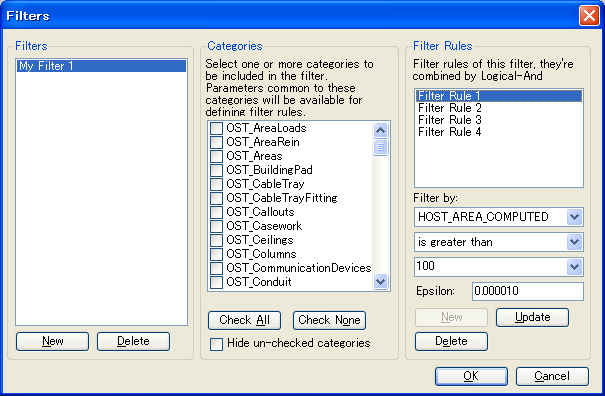 Filters
Filters
My Filter 1
New
Delete
Categories
Select one or more categories to
be included in the filter.
Parameters common to these
categories will be available for
defining filter rules.
OST_AreaLoads
OST_AreaRein
OST_Areas
OST_BuildingPad
OST_CableTray
OST_CableTrayFitting
OST_Callouts
OST_Casework
OST_Ceilings
OST_Columns
OST_CommunicationDevices
OST_Conduit
Check All
Check None
Hide un-checked categories
Filter Rules
Filter rules of this filter, they're
combined by Logical-And
Filter Rule 1
Filter Rule 2
Filter Rule 3
Filter Rule 4
Filter by:
HOST_AREA_COMPUTED
is greater than
100
Epsilon:
0.000010
New
Update
Delete
OK
Cancel